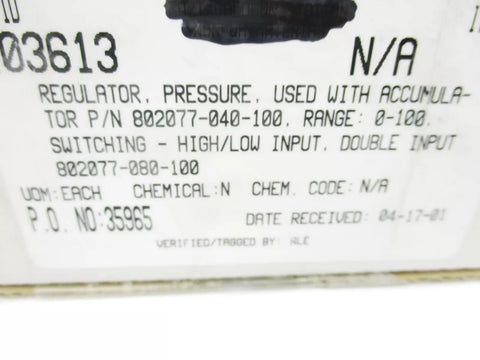 ID
03613 N/A
REGULATOR, PRESSURE, USED WITH ACCUMULA-
TOR P/N 802077-040-100, RANGE: 0-100,
SWITCHING - HIGH/LOW INPUT, DOUBLE INPUT
802077-080-100
UOM:EACH CHEMICAL:N CHEM. CODE: N/A
P.O. NO:35965 DATE RECEIVED: 04-17-01
VERIFIED/TAGGED BY: ALE